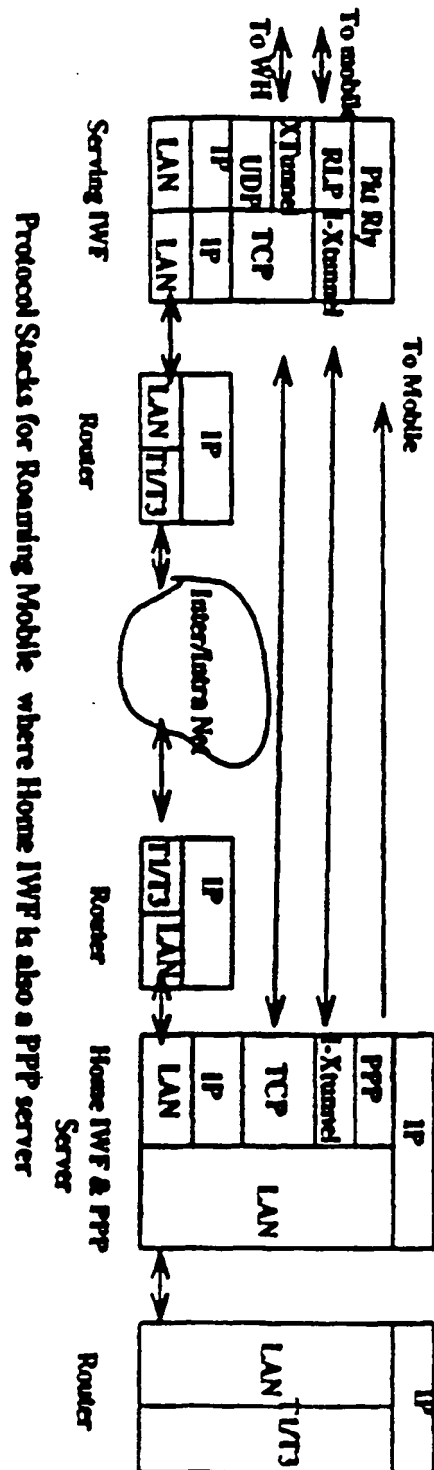 To mobile
To WH
Pkt Rly
RLP
I-Xtunnel
XTunnel
UDP
TCP
IP
IP
LAN
LAN
Serving IWF
To Mobile
IP
LAN
T1/T3
Router
Inter/Intra Net
IP
T1/T3
LAN
Router
IP
PPP
I-Xtunnel
TCP
IP
LAN
LAN
Home IWF & PPP
Server
IP
LAN
T1/T3
Router
Protocol Stacks for Roaming Mobile where Home IWF is also a PPP server